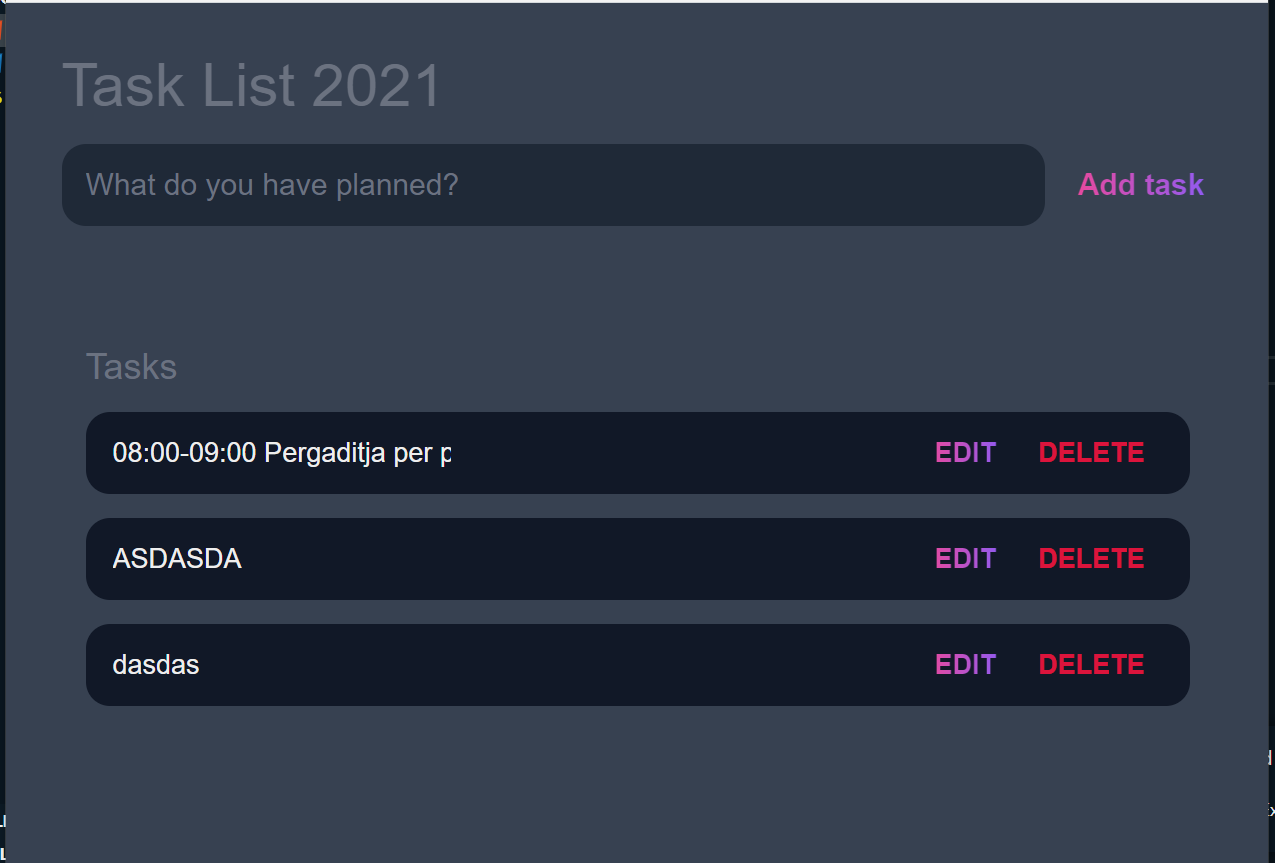 Task List 2021
What do you have planned? Add task
Tasks
08:00-09:00 Pergaditja per EDIT DELETE
ASDASDA EDIT DELETE
dasdas EDIT DELETE